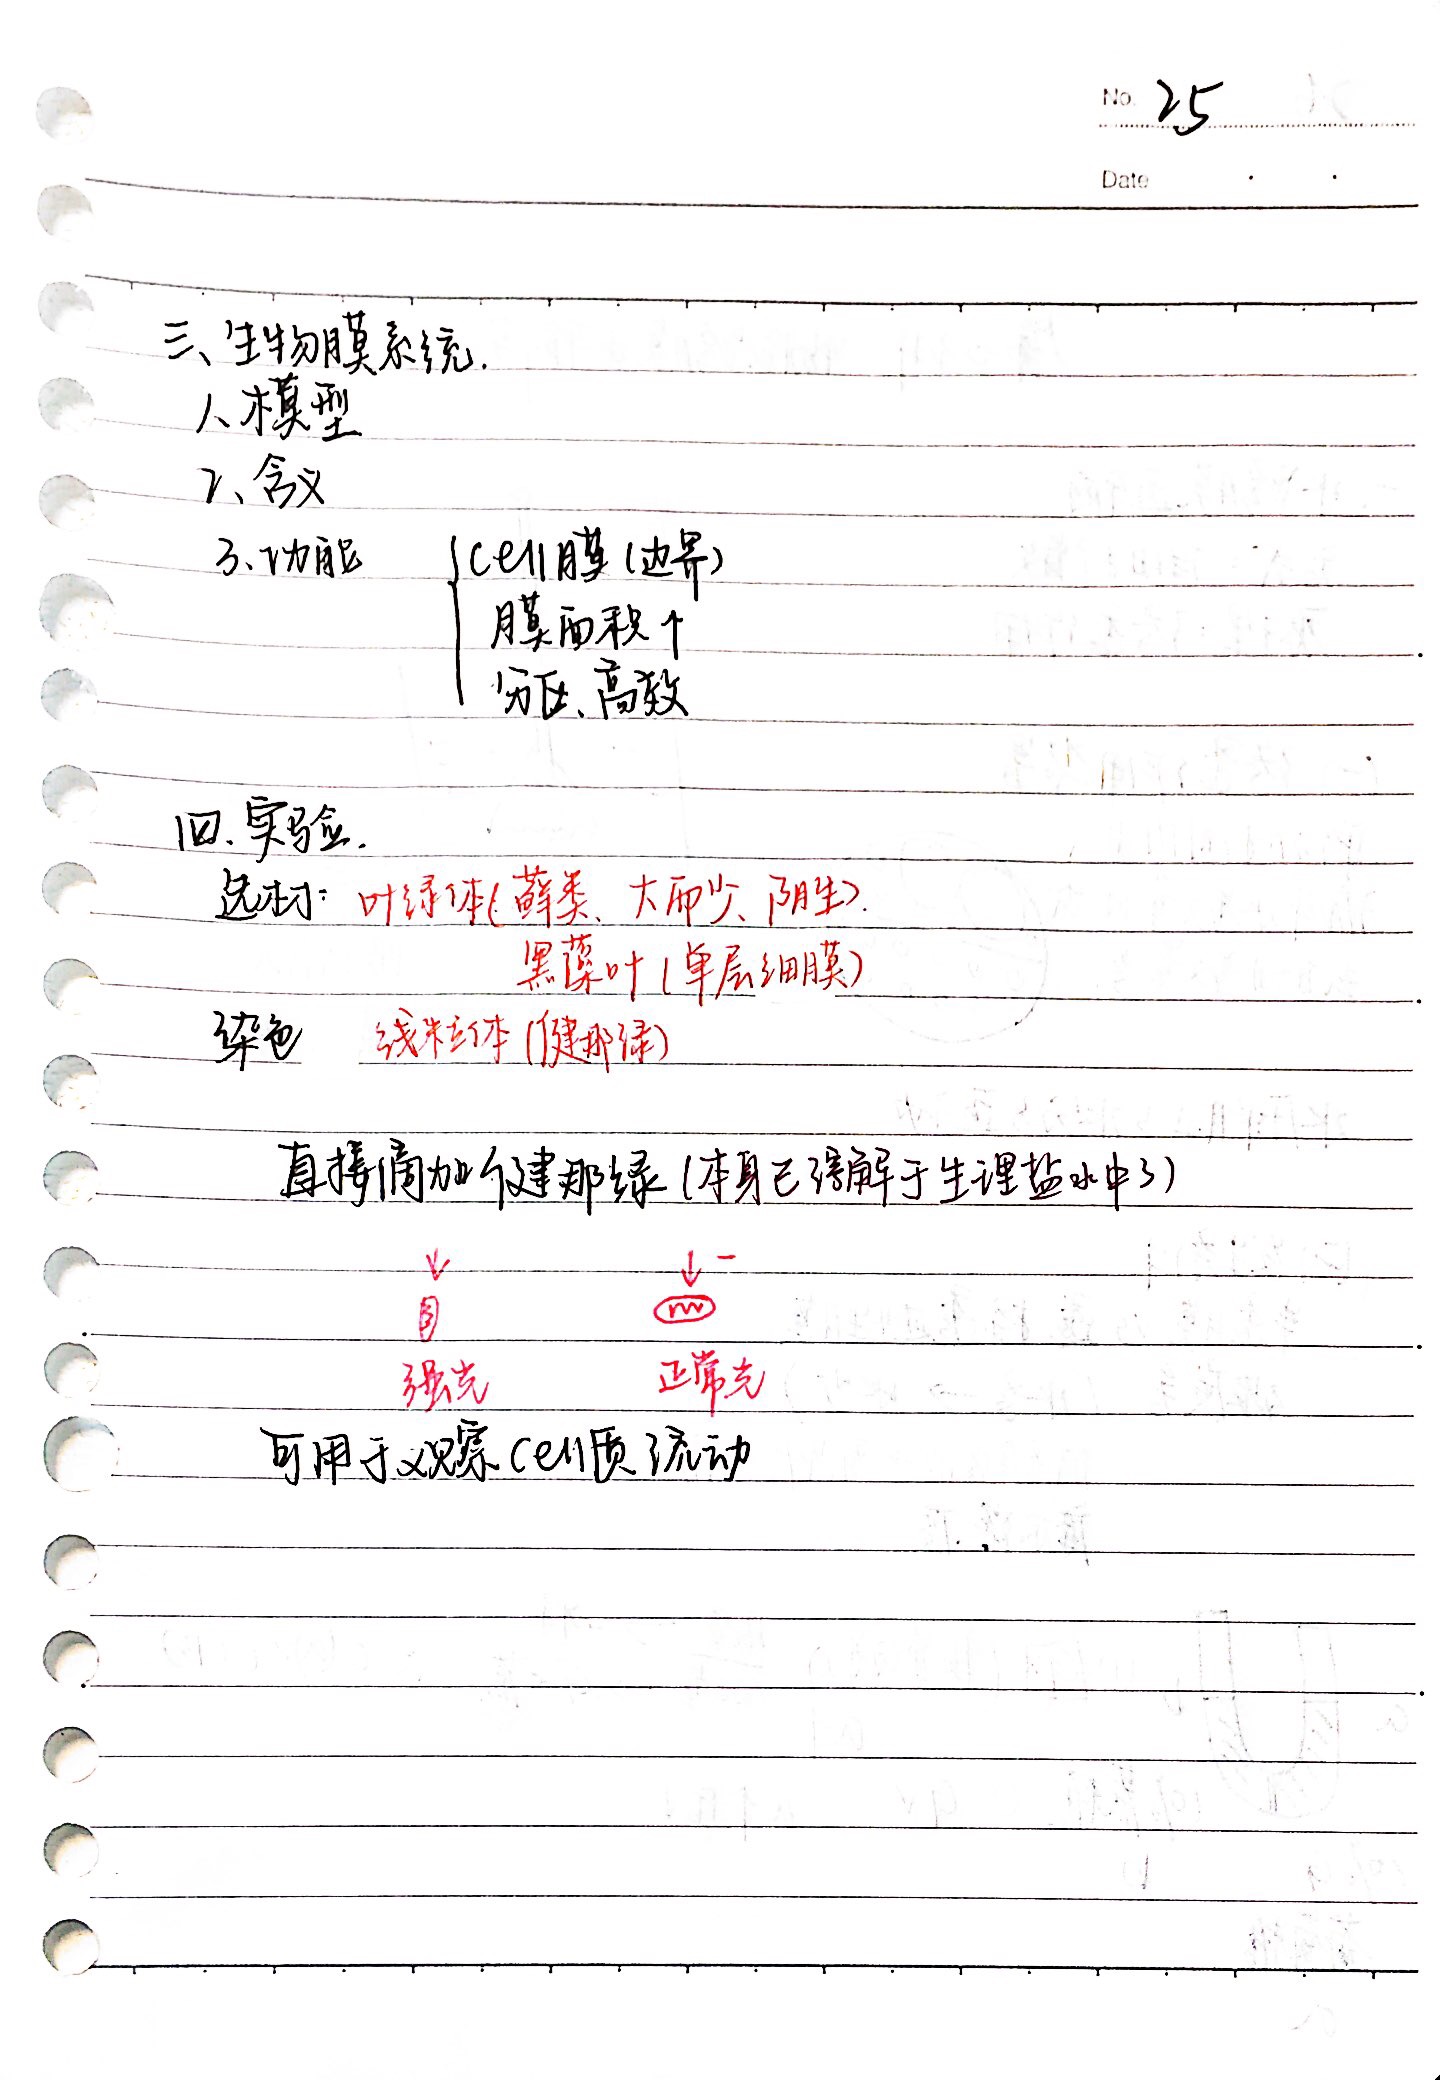 No. 25
Date
三、生物膜系统.
1、模型
2、含义
3、功能 { cell膜(边界)
膜面积↑
分区、高效
四、实验.
选材: 叶绿体(藓类、大而少、阴生).
黑藻叶(单层细膜)
染色 线粒体(健那绿)
直接滴加健那绿(本身已溶解于生理盐水中了)
↓ ↓ —
强光 正常光
可用于观察cell质流动